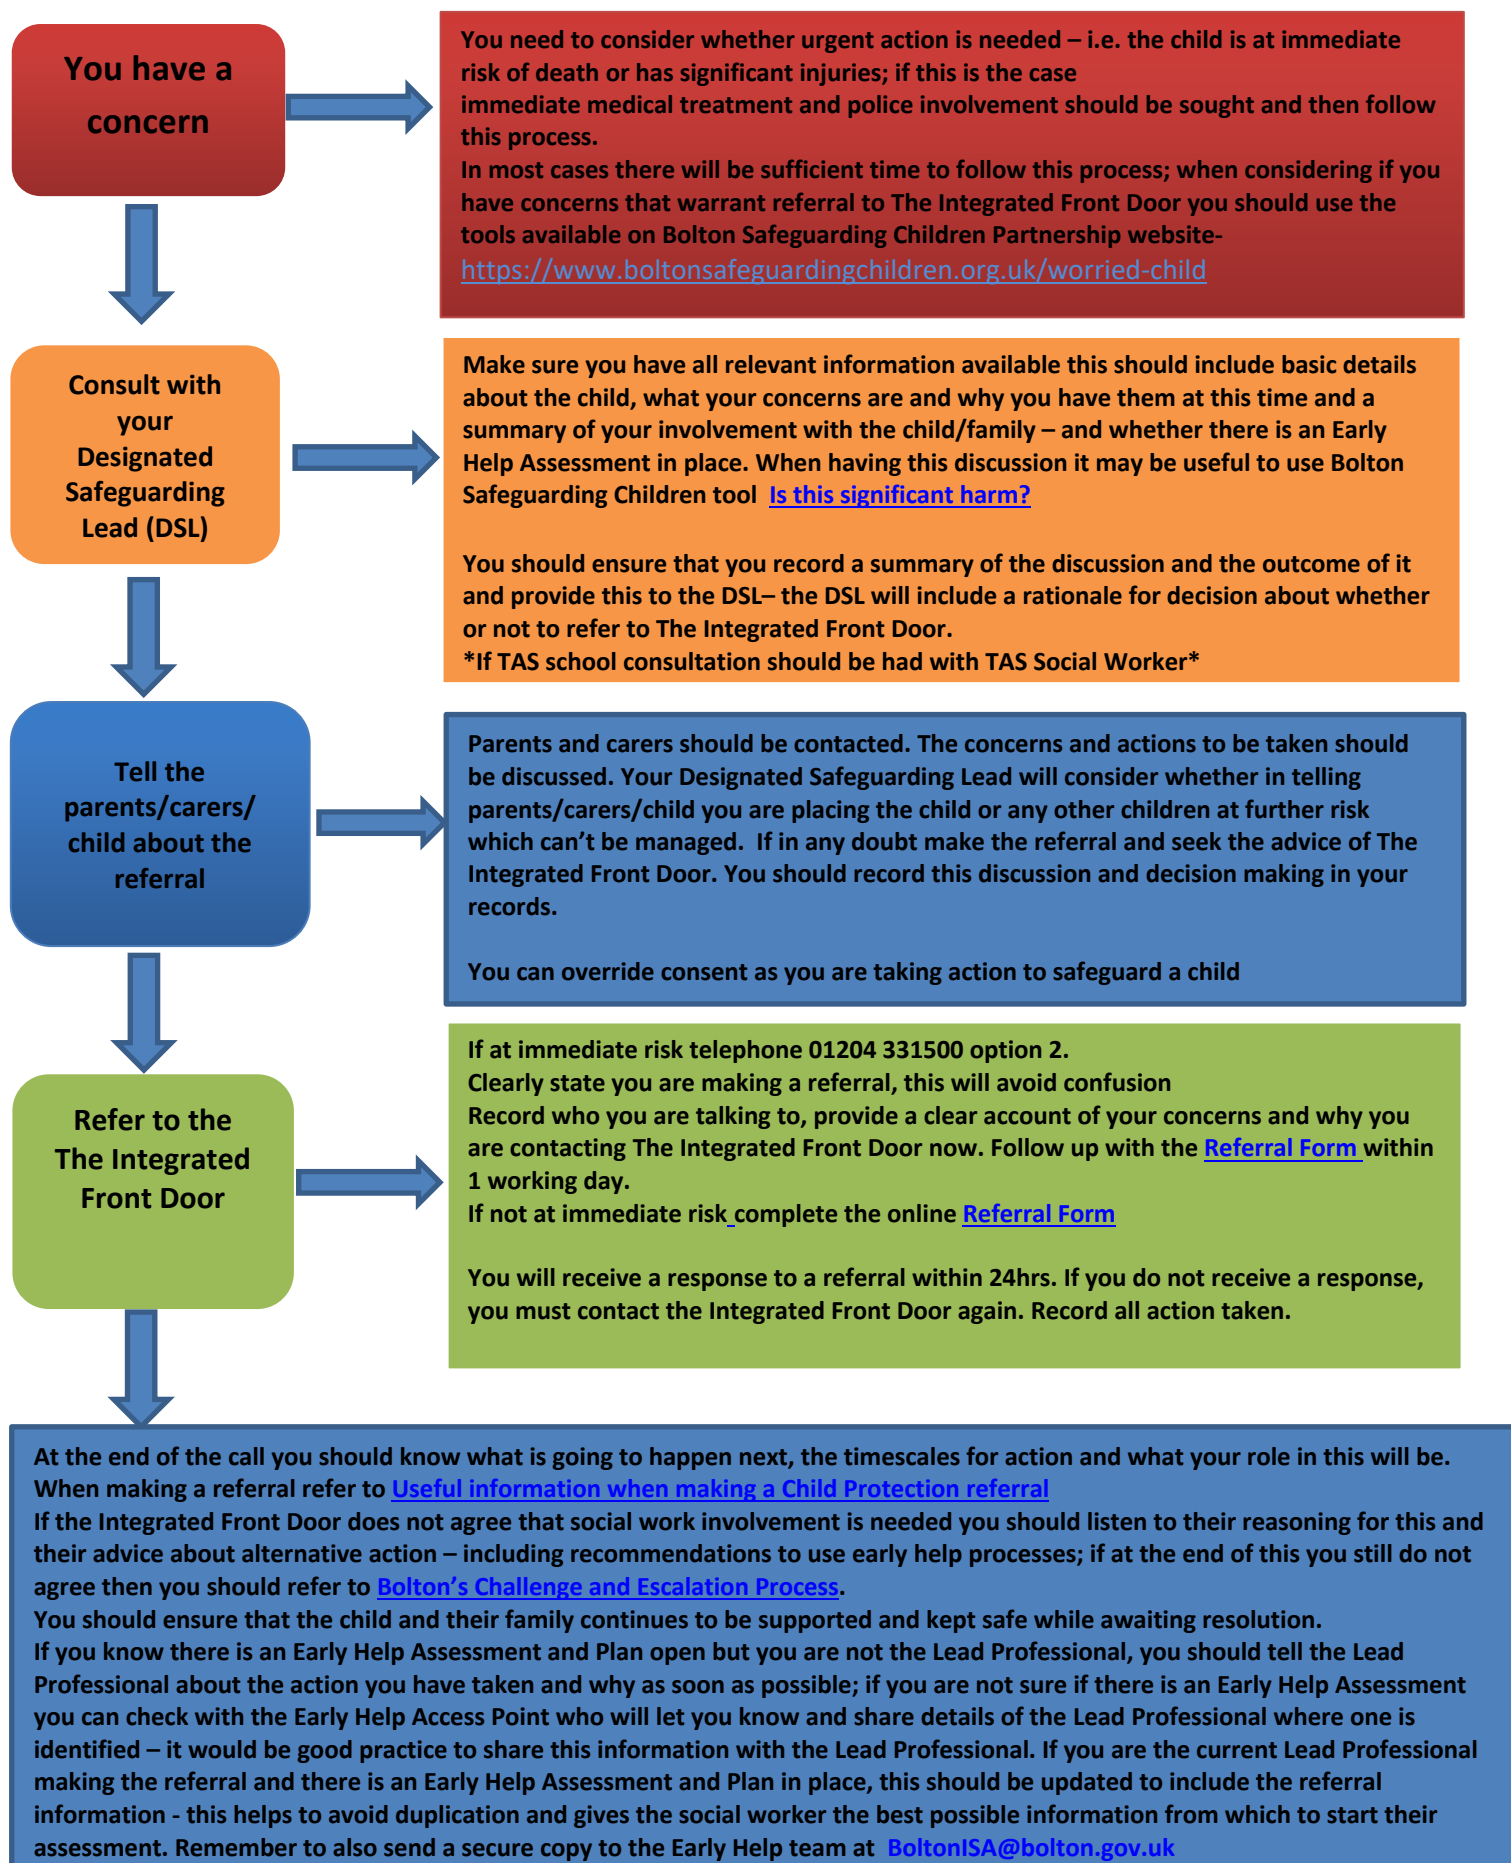 You have a
concern
You need to consider whether urgent action is needed – i.e. the child is at immediate
risk of death or has significant injuries; if this is the case
immediate medical treatment and police involvement should be sought and then follow
this process.
In most cases there will be sufficient time to follow this process; when considering if you
have concerns that warrant referral to The Integrated Front Door you should use the
tools available on Bolton Safeguarding Children Partnership website-
https://www.boltonsafeguardingchildren.org.uk/worried-child
Consult with
your
Designated
Safeguarding
Lead (DSL)
Make sure you have all relevant information available this should include basic details
about the child, what your concerns are and why you have them at this time and a
summary of your involvement with the child/family – and whether there is an Early
Help Assessment in place. When having this discussion it may be useful to use Bolton
Safeguarding Children tool  Is this significant harm?
You should ensure that you record a summary of the discussion and the outcome of it
and provide this to the DSL– the DSL will include a rationale for decision about whether
or not to refer to The Integrated Front Door.
*If TAS school consultation should be had with TAS Social Worker*
Tell the
parents/carers/
child about the
referral
Parents and carers should be contacted. The concerns and actions to be taken should
be discussed. Your Designated Safeguarding Lead will consider whether in telling
parents/carers/child you are placing the child or any other children at further risk
which can’t be managed.  If in any doubt make the referral and seek the advice of The
Integrated Front Door. You should record this discussion and decision making in your
records.
You can override consent as you are taking action to safeguard a child
Refer to the
The Integrated
Front Door
If at immediate risk telephone 01204 331500 option 2.
Clearly state you are making a referral, this will avoid confusion
Record who you are talking to, provide a clear account of your concerns and why you
are contacting The Integrated Front Door now. Follow up with the Referral Form within
1 working day.
If not at immediate risk complete the online Referral Form
You will receive a response to a referral within 24hrs. If you do not receive a response,
you must contact the Integrated Front Door again. Record all action taken.
At the end of the call you should know what is going to happen next, the timescales for action and what your role in this will be.
When making a referral refer to Useful information when making a Child Protection referral
If the Integrated Front Door does not agree that social work involvement is needed you should listen to their reasoning for this and
their advice about alternative action – including recommendations to use early help processes; if at the end of this you still do not
agree then you should refer to Bolton’s Challenge and Escalation Process.
You should ensure that the child and their family continues to be supported and kept safe while awaiting resolution.
If you know there is an Early Help Assessment and Plan open but you are not the Lead Professional, you should tell the Lead
Professional about the action you have taken and why as soon as possible; if you are not sure if there is an Early Help Assessment
you can check with the Early Help Access Point who will let you know and share details of the Lead Professional where one is
identified – it would be good practice to share this information with the Lead Professional. If you are the current Lead Professional
making the referral and there is an Early Help Assessment and Plan in place, this should be updated to include the referral
information - this helps to avoid duplication and gives the social worker the best possible information from which to start their
assessment. Remember to also send a secure copy to the Early Help team at  BoltonISA@bolton.gov.uk